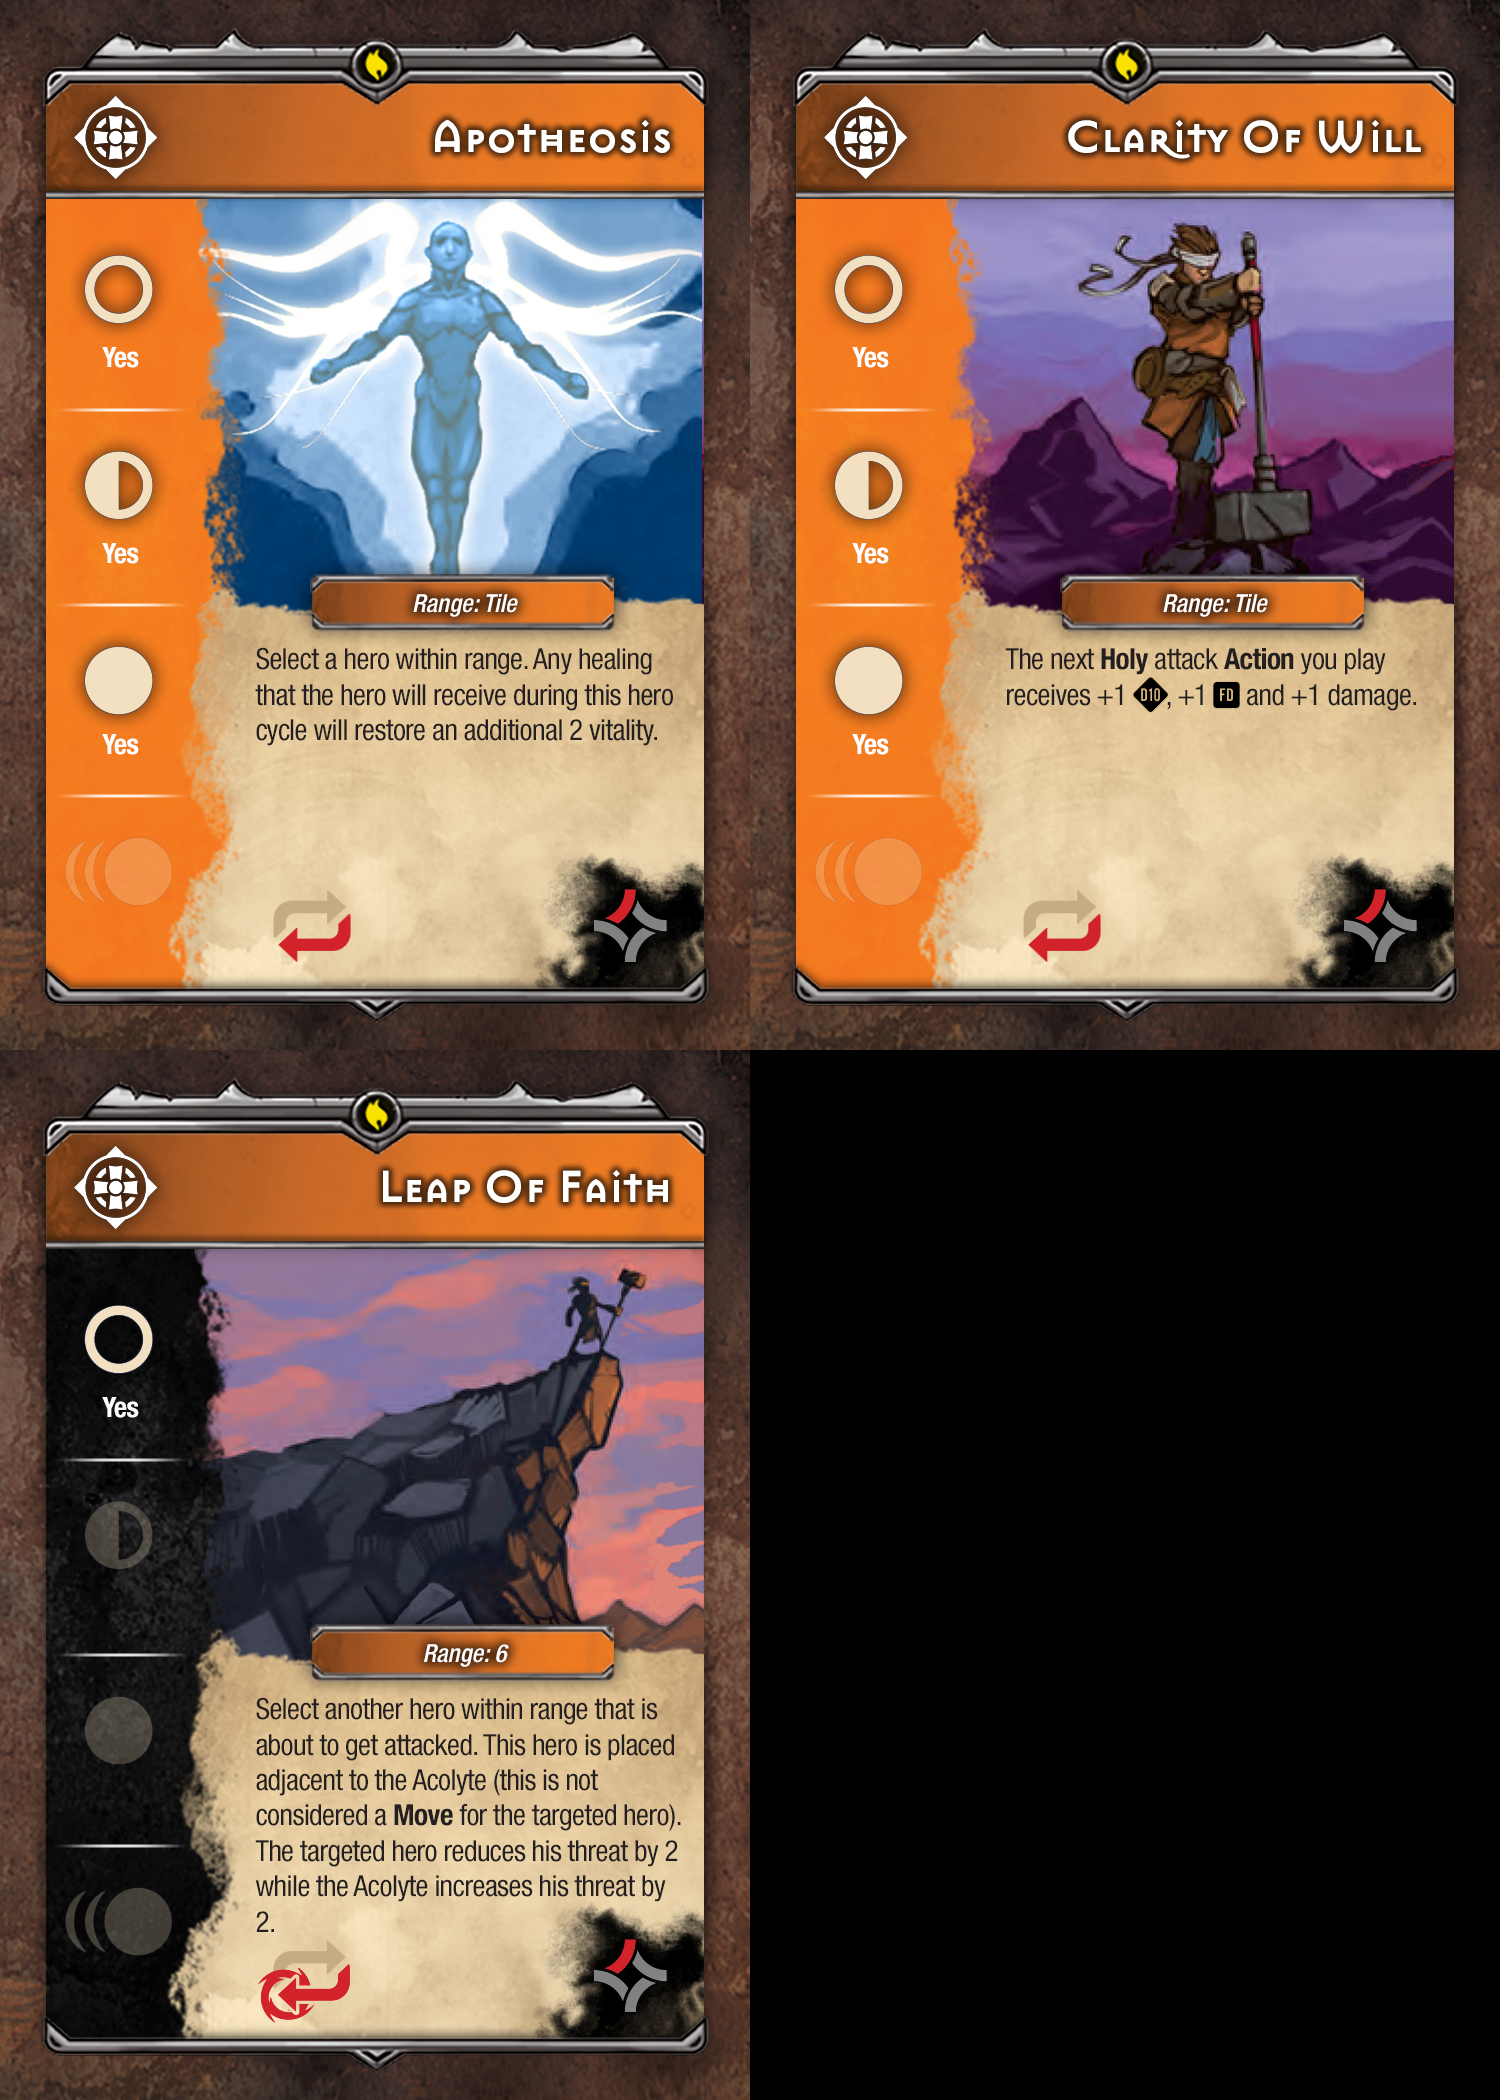 Apotheosis
Yes
Yes
Yes
Range: Tile
Select a hero within range. Any healing
that the hero will receive during this hero
cycle will restore an additional 2 vitality.
Clarity Of Will
Yes
Yes
Yes
Range: Tile
The next Holy attack Action you play
receives +1 D10, +1 FD and +1 damage.
Leap Of Faith
Yes
Range: 6
Select another hero within range that is
about to get attacked. This hero is placed
adjacent to the Acolyte (this is not
considered a Move for the targeted hero).
The targeted hero reduces his threat by 2
while the Acolyte increases his threat by
2.